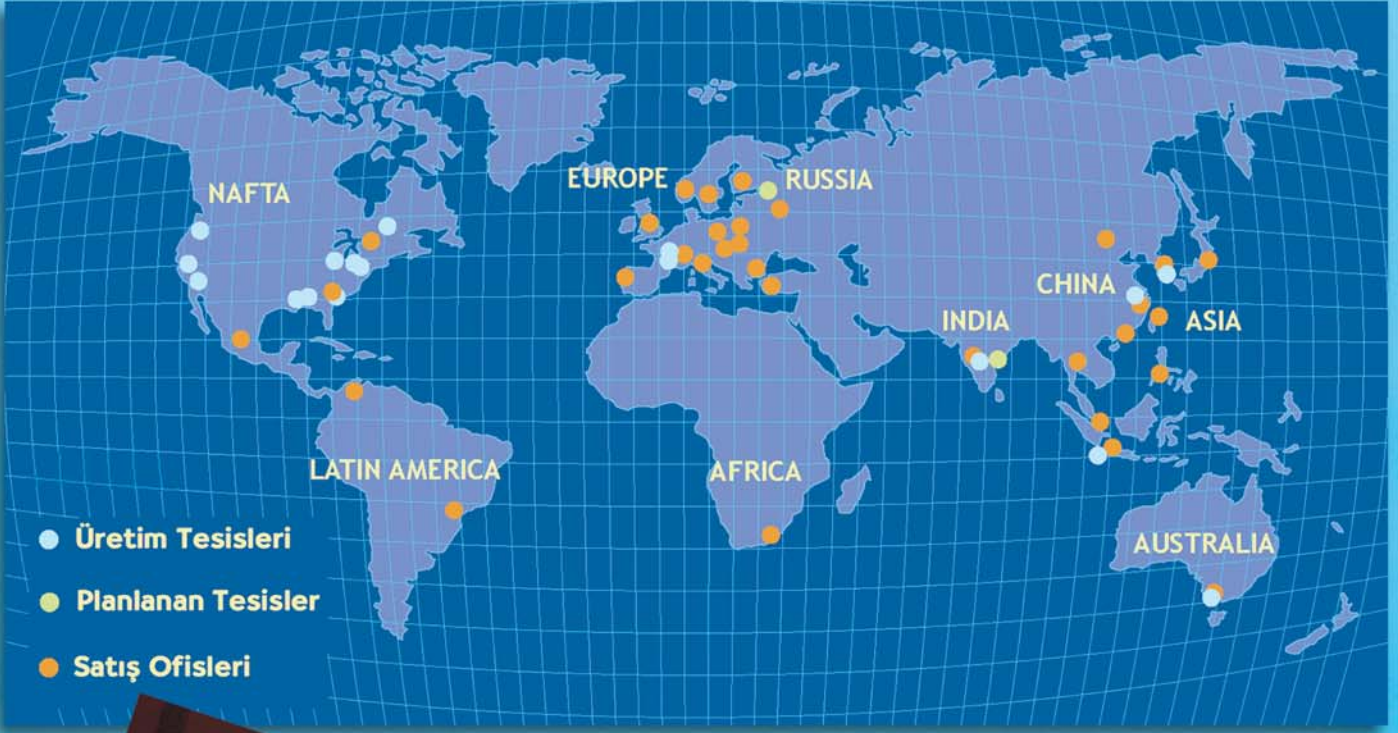 EUROPE
RUSSIA
NAFTA
CHINA
INDIA
ASIA
LATIN AMERICA
AFRICA
AUSTRALIA
Üretim Tesisleri
Planlanan Tesisler
Satış Ofisleri